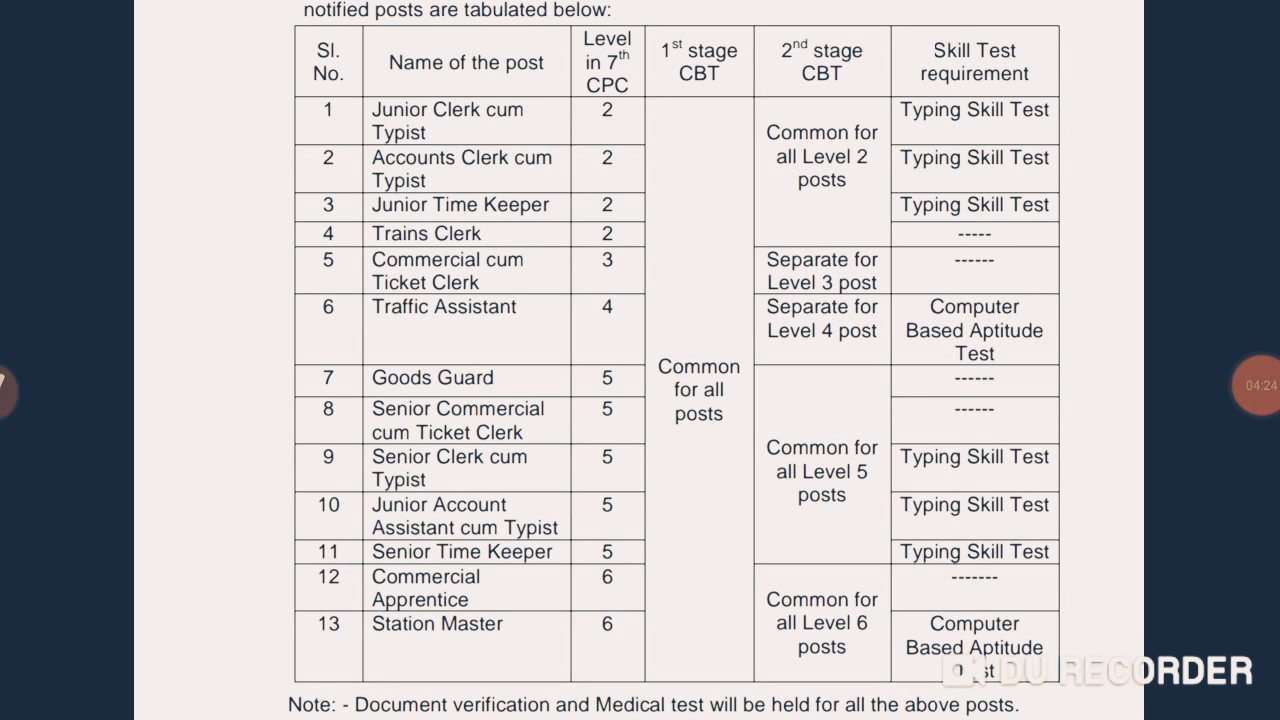 notified posts are tabulated below:
Sl. No. Name of the post Level in 7th CPC 1st stage CBT 2nd stage CBT Skill Test requirement
1 Junior Clerk cum Typist 2 Common for all posts Common for all Level 2 posts Typing Skill Test
2 Accounts Clerk cum Typist 2 Typing Skill Test
3 Junior Time Keeper 2 Typing Skill Test
4 Trains Clerk 2 -----
5 Commercial cum Ticket Clerk 3 Separate for Level 3 post ------
6 Traffic Assistant 4 Separate for Level 4 post Computer Based Aptitude Test
7 Goods Guard 5 Common for all Level 5 posts ------
8 Senior Commercial cum Ticket Clerk 5 ------
9 Senior Clerk cum Typist 5 Typing Skill Test
10 Junior Account Assistant cum Typist 5 Typing Skill Test
11 Senior Time Keeper 5 Typing Skill Test
12 Commercial Apprentice 6 Common for all Level 6 posts -------
13 Station Master 6 Computer Based Aptitude
Note: - Document verification and Medical test will be held for all the above posts.
04:24
DU RECORDER